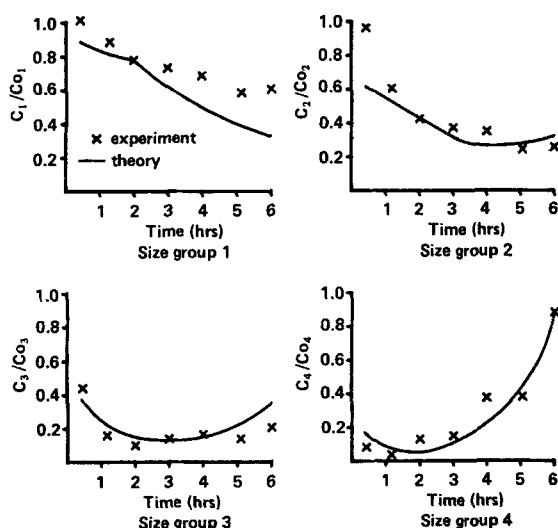 1.0
0.8
0.6
0.4
0.2
C₁/Co₁
× experiment
— theory
1 2 3 4 5 6
Time (hrs)
Size group 1
1.0
0.8
0.6
0.4
0.2
C₂/Co₂
1 2 3 4 5 6
Time (hrs)
Size group 2
1.0
0.8
0.6
0.4
0.2
C₃/Co₃
1 2 3 4 5 6
Time (hrs)
Size group 3
1.0
0.8
0.6
0.4
0.2
C₄/Co₄
1 2 3 4 5 6
Time (hrs)
Size group 4